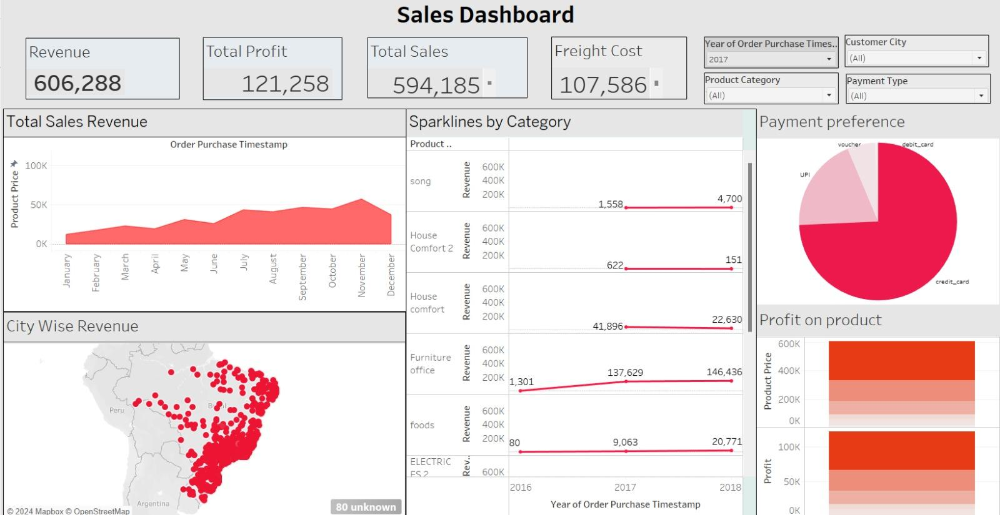 Sales Dashboard
Revenue
606,288
Total Profit
121,258
Total Sales
594,185
Freight Cost
107,586
Year of Order Purchase Times..
2017
Customer City
(All)
Product Category
(All)
Payment Type
(All)
Total Sales Revenue
Order Purchase Timestamp
Product Price
100K
50K
0K
January
February
March
April
May
June
July
August
September
October
November
December
City Wise Revenue
Peru
Argentina
© 2024 Mapbox © OpenStreetMap
80 unknown
Sparklines by Category
Product ..
song
Revenue
600K
400K
200K
1,558
4,700
House
Comfort 2
Revenue
600K
400K
200K
622
151
House
comfort
Revenue
600K
400K
200K
41,896
22,630
Furniture
office
Revenue
600K
400K
200K
1,301
137,629
146,436
foods
Revenue
600K
400K
200K
80
9,063
20,771
ELECTRIC
ES 2
Rev..
600K
2016
2017
2018
Year of Order Purchase Timestamp
Payment preference
voucher
debit_card
UPI
credit_card
Profit on product
Product Price
600K
400K
200K
0K
Profit
100K
50K
0K